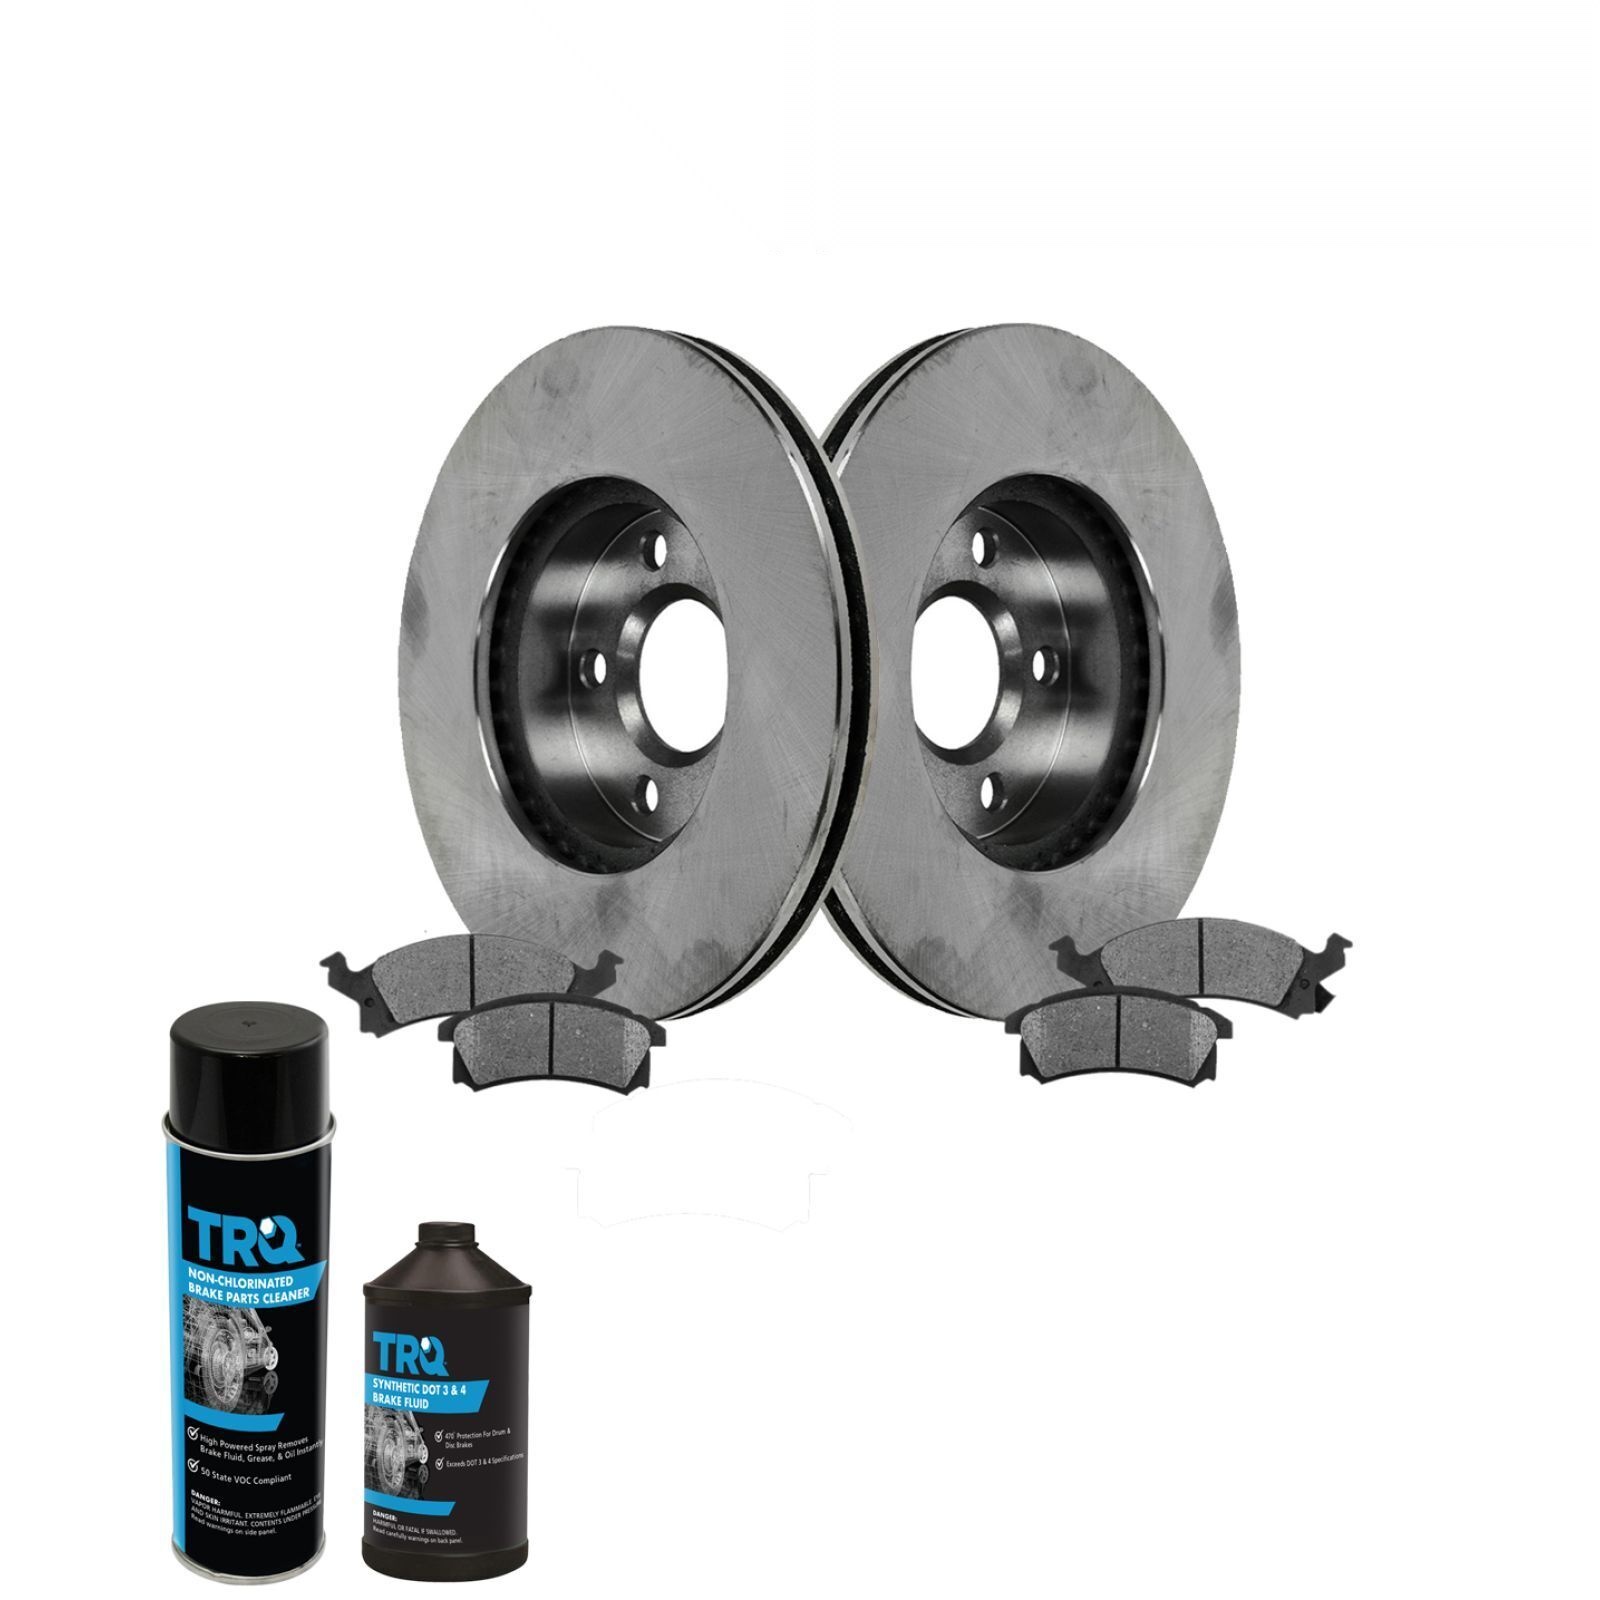 TRQ
NON-CHLORINATED
BRAKE PARTS CLEANER
High Powered Spray Removes
Brake Fluid, Grease, & Oil Instantly
50 State VOC Compliant
DANGER:
VAPOR HARMFUL. EXTREMELY FLAMMABLE. EYE
AND SKIN IRRITANT. CONTENTS UNDER PRESSURE.
Read warnings on side panel.
TRQ
SYNTHETIC DOT 3 & 4
BRAKE FLUID
470° Protection For Drum &
Disc Brakes
Exceeds DOT 3 & 4 Specifications
DANGER:
HARMFUL OR FATAL IF SWALLOWED.
Read carefully warnings on back panel.